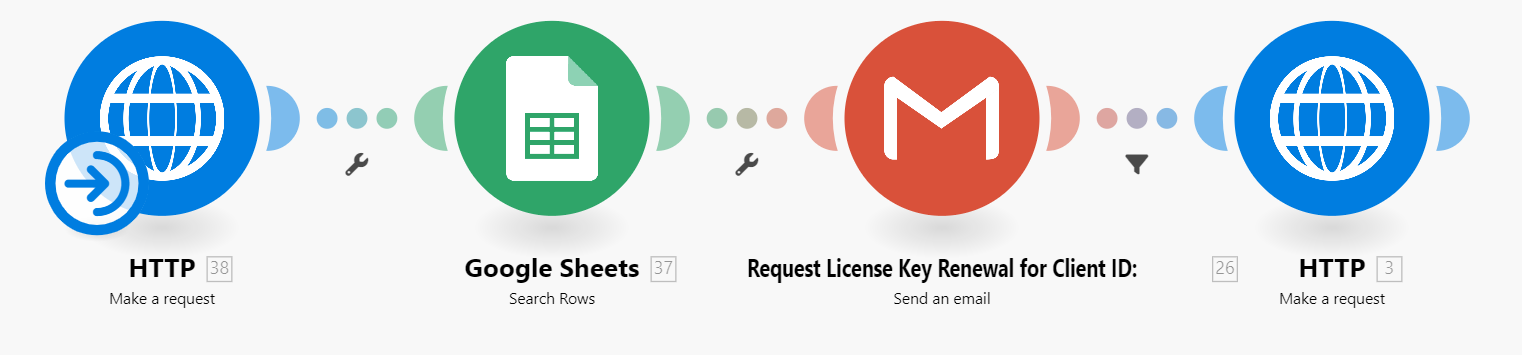 HTTP 38
Make a request
Google Sheets 37
Search Rows
Request License Key Renewal for Client ID: 26
Send an email
HTTP 3
Make a request